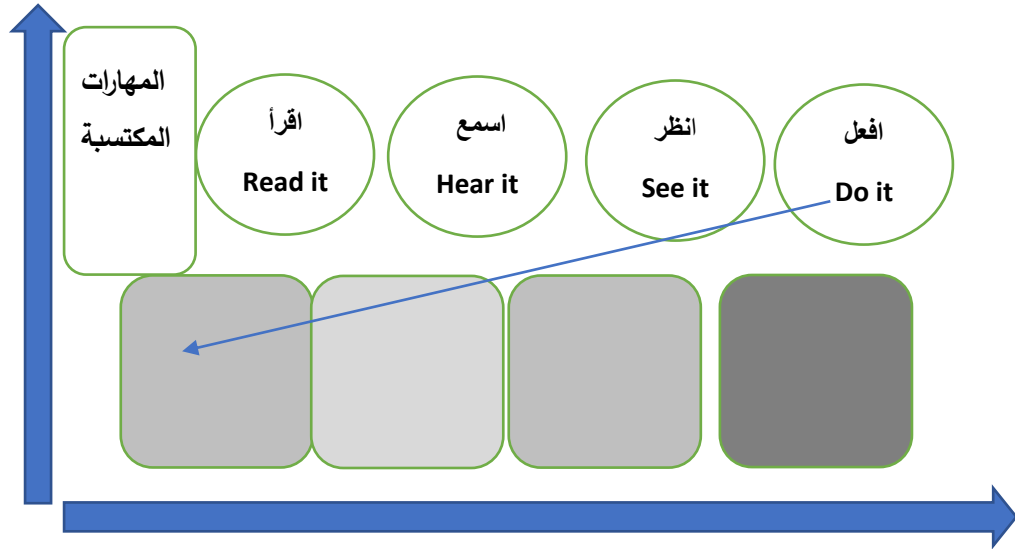 المهارات
المكتسبة
اقرأ
Read it
اسمع
Hear it
انظر
See it
افعل
Do it